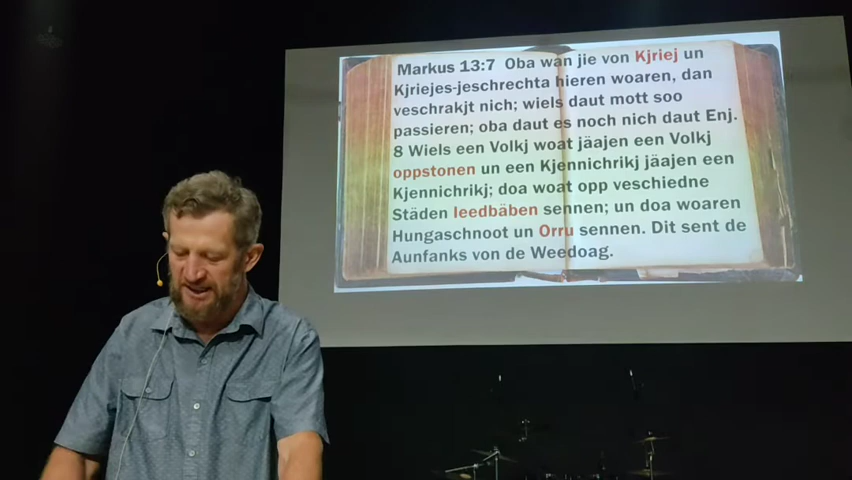 Markus 13:7 Oba wan jie von Kjriej un
Kjriejes-jeschrechta hieren woaren, dan
veschrakjt nich; wiels daut mott soo
passieren; oba daut es noch nich daut Enj.
8 Wiels een Volkj woat jäajen een Volkj
oppstonen un een Kjennichrikj jäajen een
Kjennichrikj; doa woat opp veschiedne
Städen leedbäben sennen; un doa woaren
Hungaschnoot un Orru sennen. Dit sent de
Aunfanks von de Weedoag.